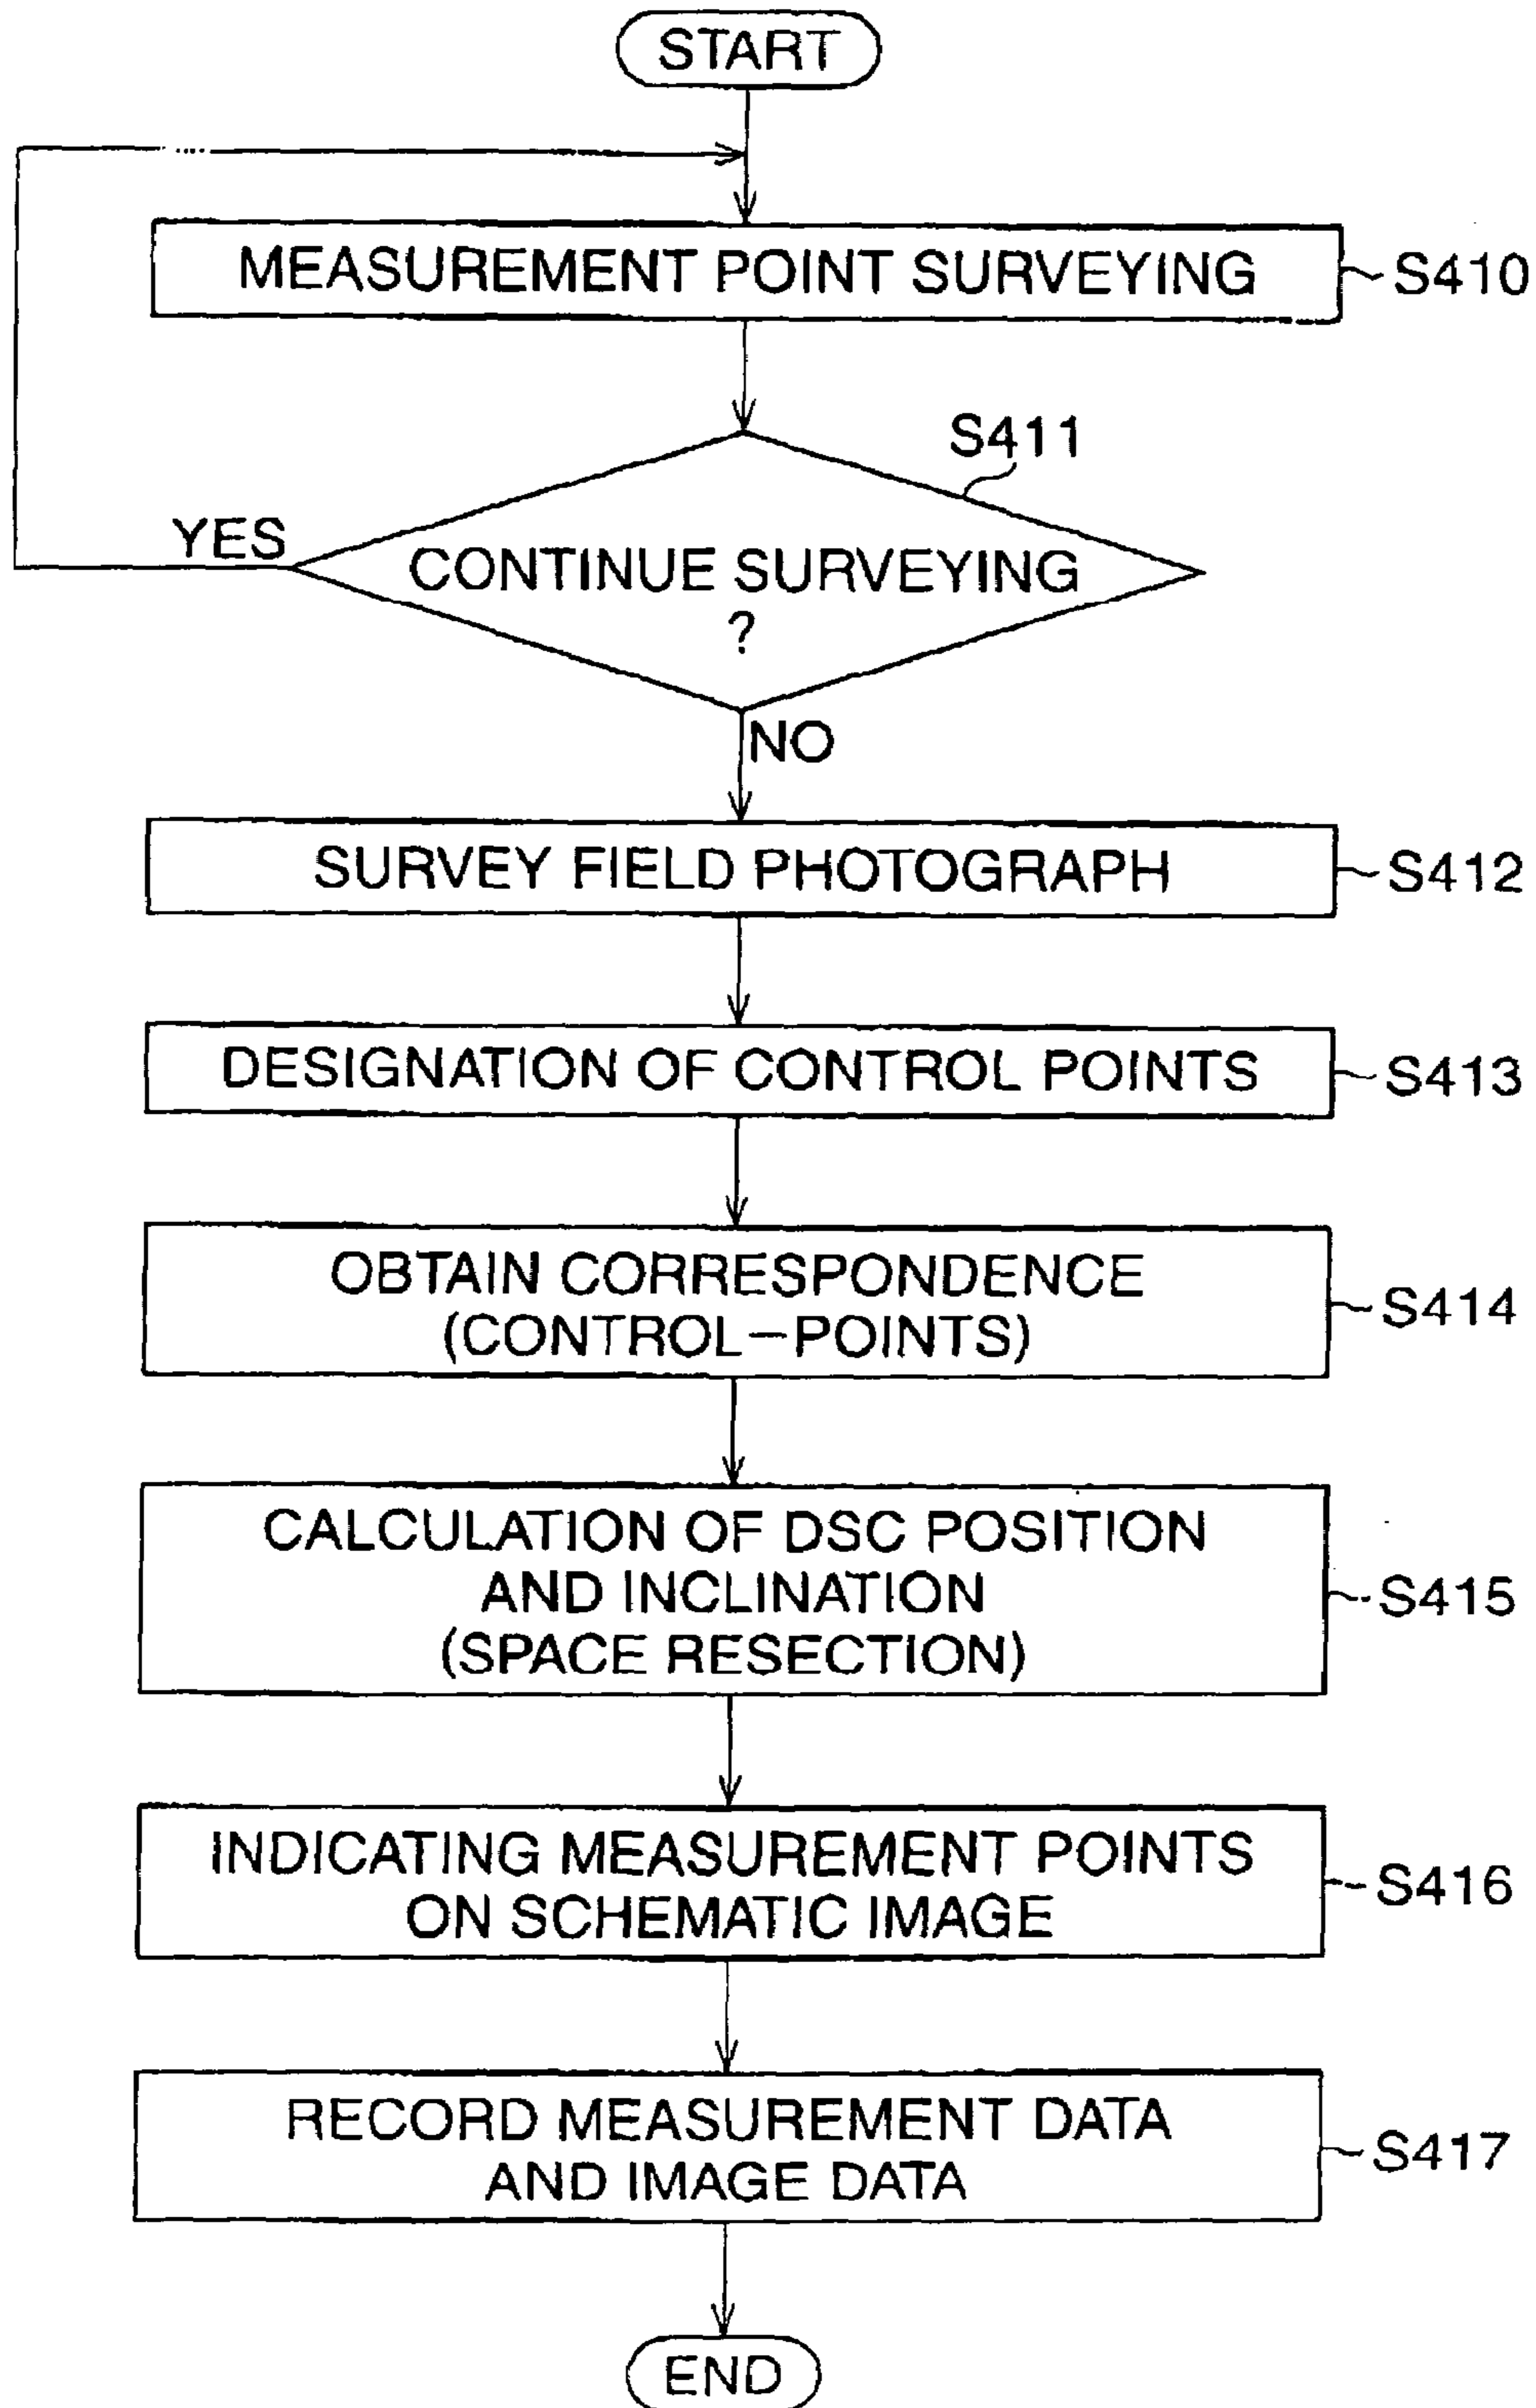 START
MEASUREMENT POINT SURVEYING
S410
S411
YES
CONTINUE SURVEYING
?
NO
SURVEY FIELD PHOTOGRAPH
S412
DESIGNATION OF CONTROL POINTS
S413
OBTAIN CORRESPONDENCE
(CONTROL–POINTS)
S414
CALCULATION OF DSC POSITION
AND INCLINATION
(SPACE RESECTION)
S415
INDICATING MEASUREMENT POINTS
ON SCHEMATIC IMAGE
S416
RECORD MEASUREMENT DATA
AND IMAGE DATA
S417
END